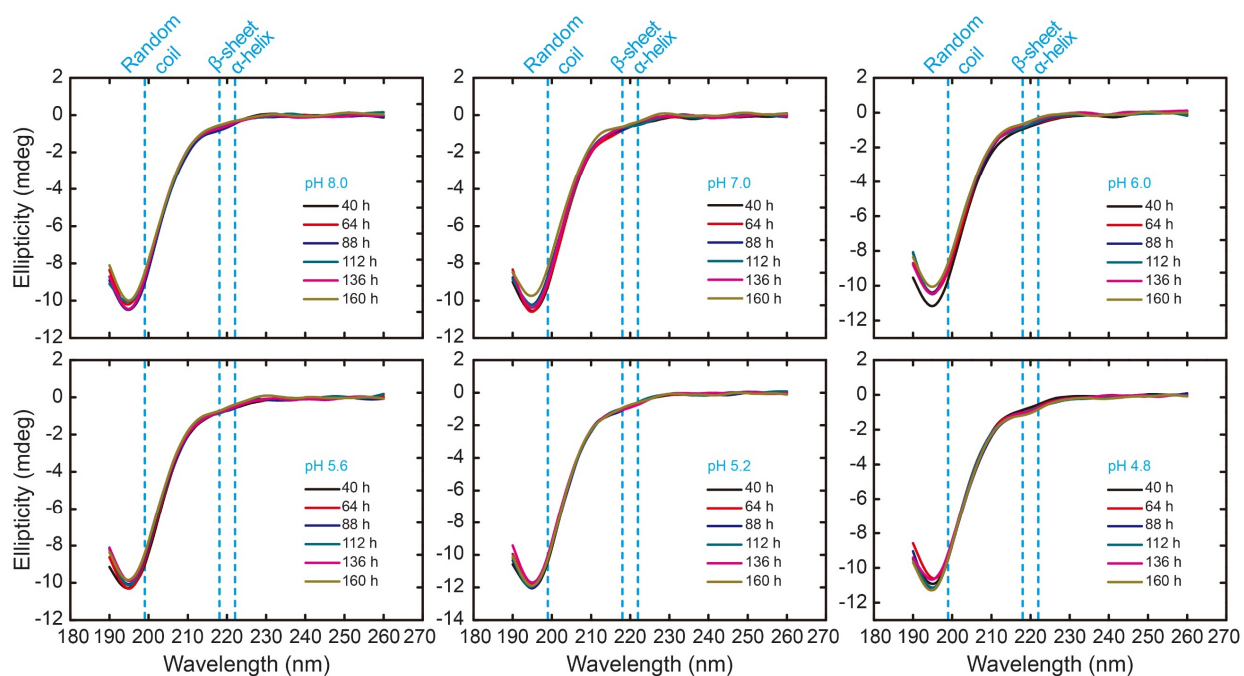 Random coil β-sheet α-helix
Random coil β-sheet α-helix
Random coil β-sheet α-helix
Ellipticity (mdeg)
2
0
-2
-4
-6
-8
-10
-12
pH 8.0
40 h
64 h
88 h
112 h
136 h
160 h
2
0
-2
-4
-6
-8
-10
-12
pH 7.0
40 h
64 h
88 h
112 h
136 h
160 h
2
0
-2
-4
-6
-8
-10
-12
pH 6.0
40 h
64 h
88 h
112 h
136 h
160 h
Ellipticity (mdeg)
2
0
-2
-4
-6
-8
-10
-12
pH 5.6
40 h
64 h
88 h
112 h
136 h
160 h
180 190 200 210 220 230 240 250 260 270
Wavelength (nm)
2
0
-2
-4
-6
-8
-10
-12
-14
pH 5.2
40 h
64 h
88 h
112 h
136 h
160 h
180 190 200 210 220 230 240 250 260 270
Wavelength (nm)
2
0
-2
-4
-6
-8
-10
-12
pH 4.8
40 h
64 h
88 h
112 h
136 h
160 h
180 190 200 210 220 230 240 250 260 270
Wavelength (nm)